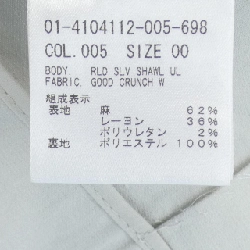 01-4104112-005-698
COL.005 SIZE 00
BODY. RLD SLV SHAWL UL
FABRIC. GOOD CRUNCH W
組成表示
表地 麻 62%
レーヨン 36%
ポリウレタン 2%
裏地 ポリエステル 100%